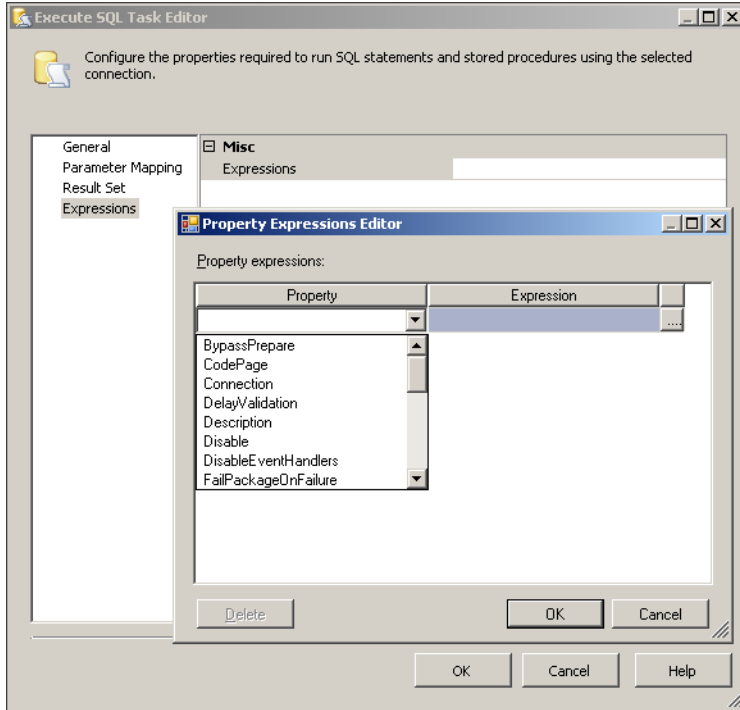 Execute SQL Task Editor
Configure the properties required to run SQL statements and stored procedures using the selected
connection.
General
Parameter Mapping
Result Set
Expressions
Misc
Expressions
Property Expressions Editor
Property expressions:
Property Expression
....
BypassPrepare
CodePage
Connection
DelayValidation
Description
Disable
DisableEventHandlers
FailPackageOnFailure
Delete OK Cancel
OK Cancel Help